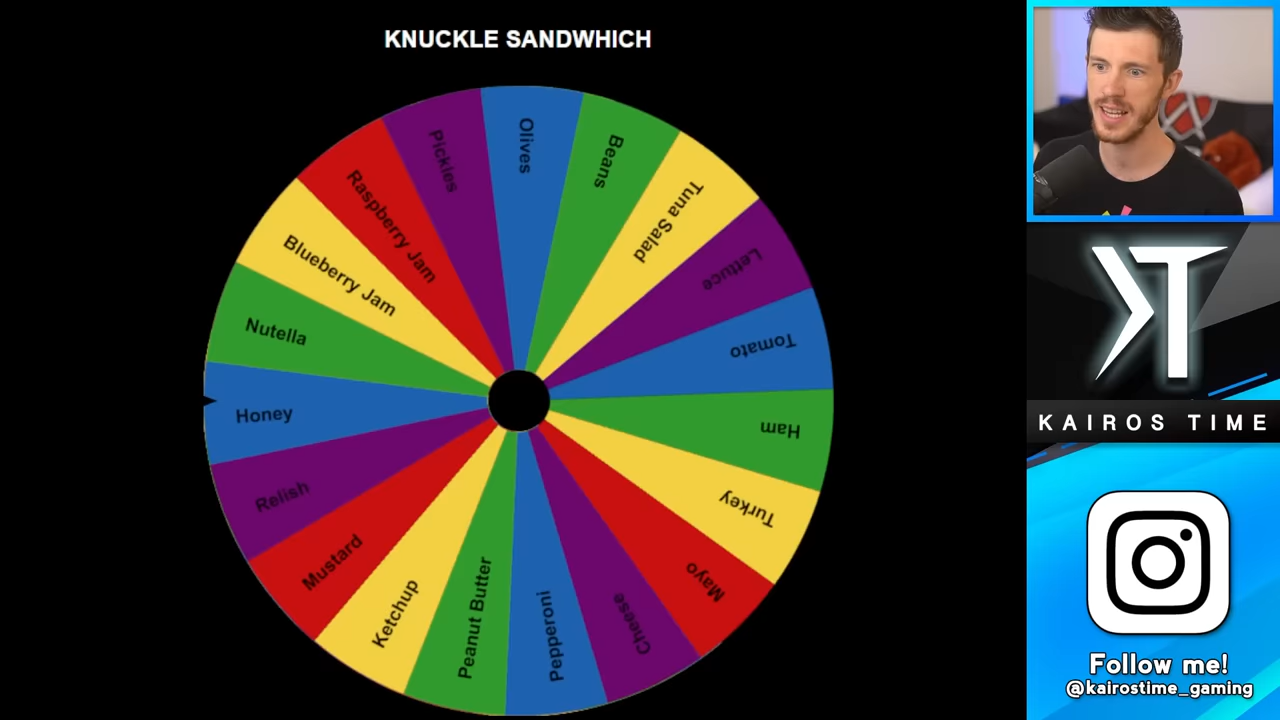 KNUCKLE SANDWHICH
Olives
Beans
Tuna Salad
Lettuce
Tomato
Ham
Turkey
Mayo
Cheese
Pepperoni
Peanut Butter
Ketchup
Mustard
Relish
Honey
Nutella
Blueberry Jam
Raspberry Jam
Pickles
KT
KAIROS TIME
Follow me!
@kairostime_gaming